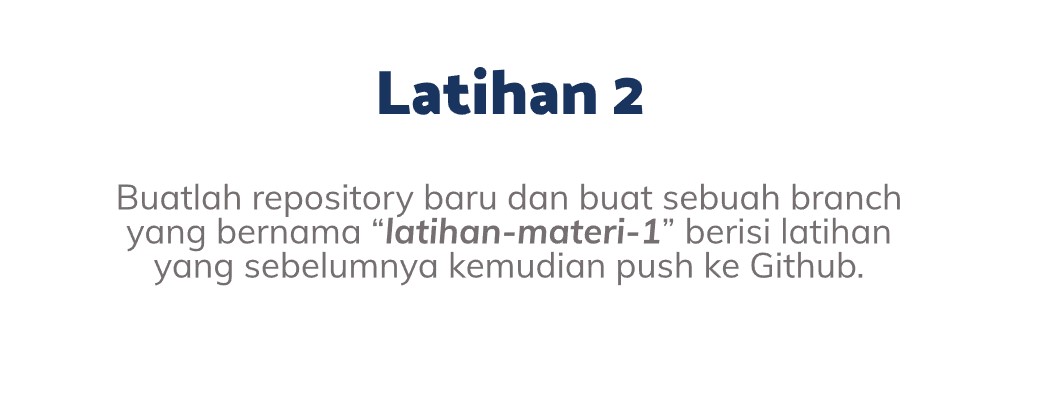 Latihan 2
Buatlah repository baru dan buat sebuah branch
yang bernama “latihan-materi-1” berisi latihan
yang sebelumnya kemudian push ke Github.